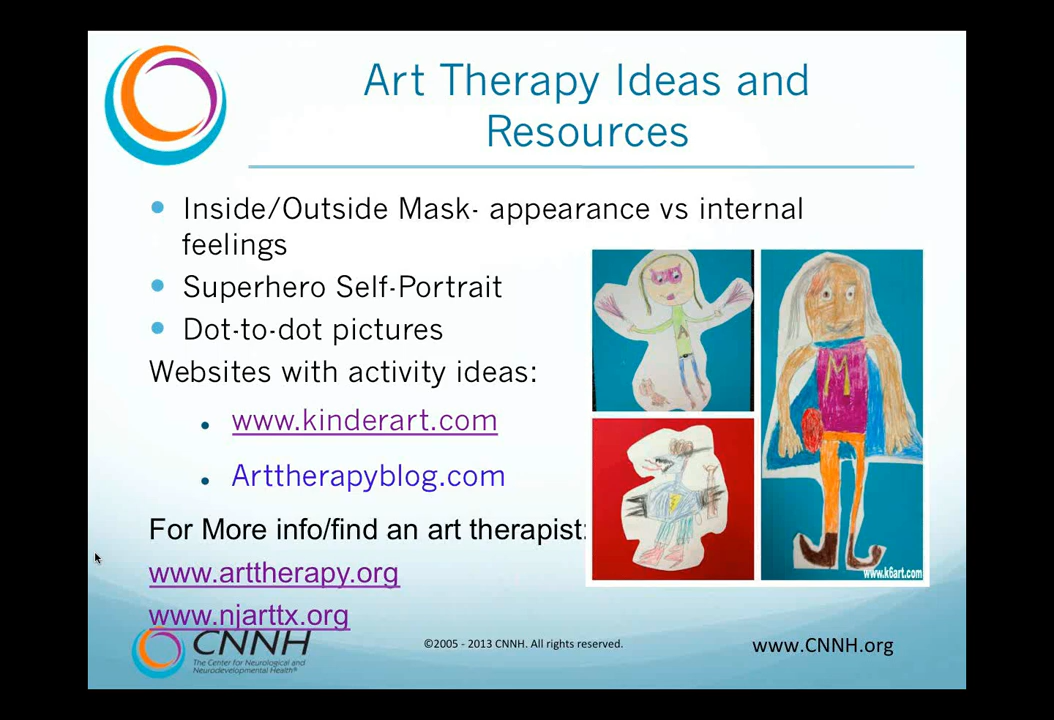 Art Therapy Ideas and
Resources
Inside/Outside Mask- appearance vs internal
feelings
Superhero Self-Portrait
Dot-to-dot pictures
Websites with activity ideas:
www.kinderart.com
Arttherapyblog.com
For More info/find an art therapist:
www.arttherapy.org
www.njarttx.org
A
M
www.k6art.com
CNNH
The Center for Neurological and
Neurodevelopmental Health®
©2005 - 2013 CNNH. All rights reserved.
www.CNNH.org